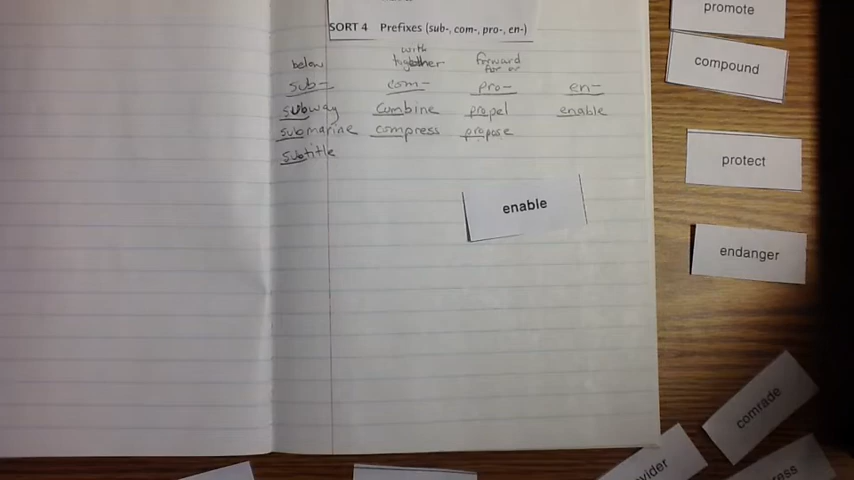 SORT 4 Prefixes (sub-, com-, pro-, en-)
with
below together forward
for or
sub- com- pro- en-
subway combine propel enable
submarine compress propose
subtitle
enable
promote
compound
protect
endanger
comrade